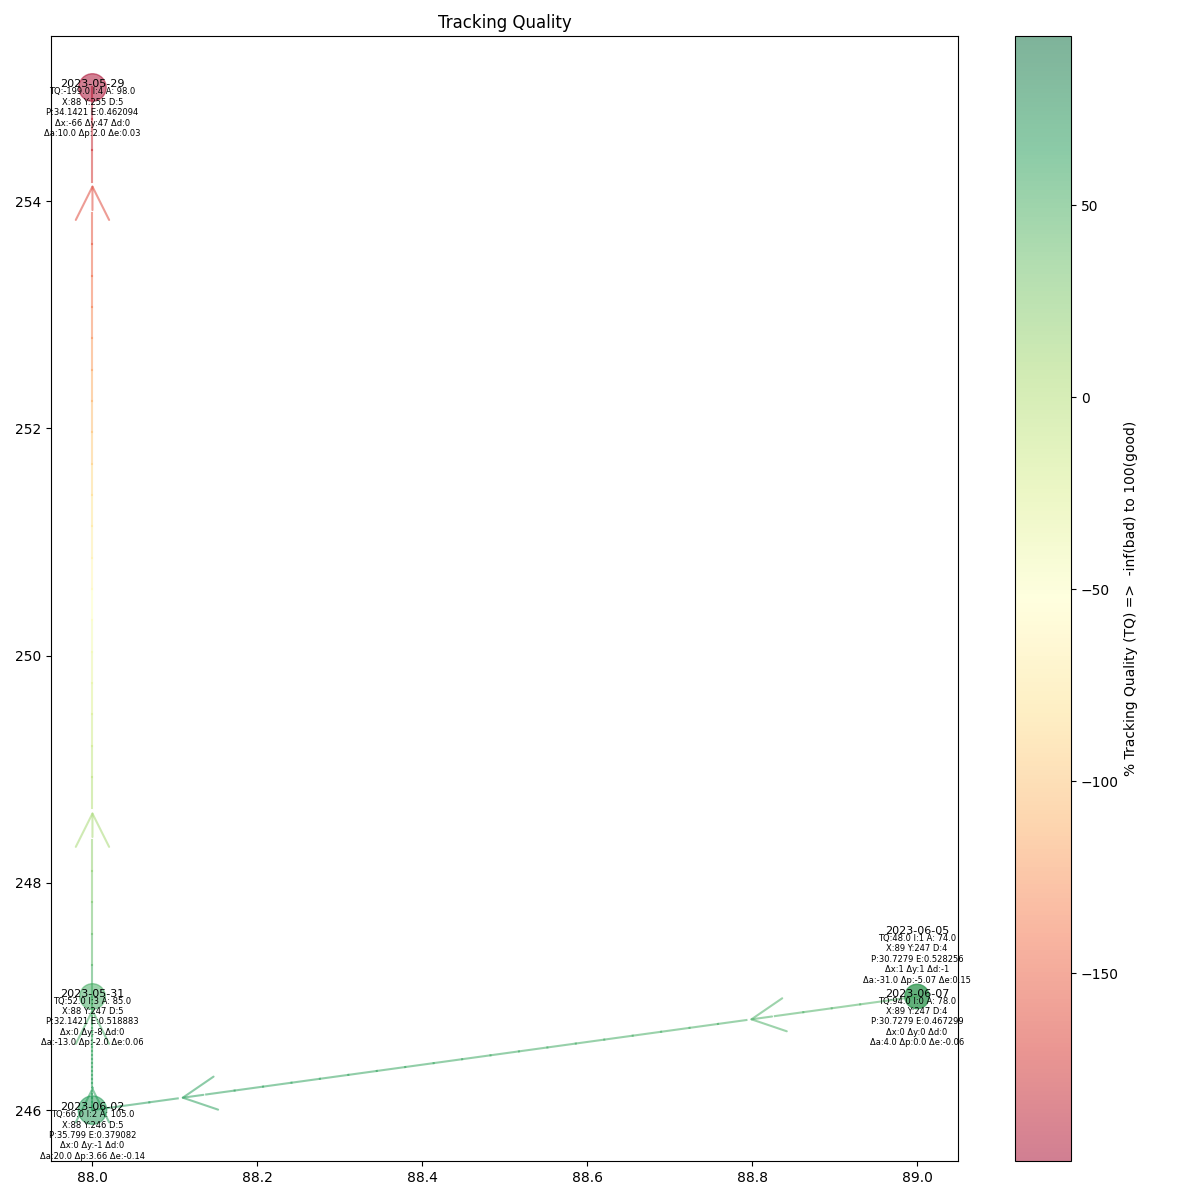 Tracking Quality
2023-05-29
TQ:-199.0 I:4 A: 98.0
X:88 Y:255 D:5
P:34.1421 E:0.462094
Δx:-66 Δy:47 Δd:0
Δa:10.0 Δp:2.0 Δe:0.03
2023-06-05
TQ:48.0 I:1 A: 74.0
X:89 Y:247 D:4
P:30.7279 E:0.528256
Δx:1 Δy:1 Δd:-1
Δa:-31.0 Δp:-5.07 Δe:0.15
2023-05-31
TQ:52.0 I:3 A: 85.0
X:88 Y:247 D:5
P:32.1421 E:0.518883
Δx:0 Δy:-8 Δd:0
Δa:-13.0 Δp:-2.0 Δe:0.06
2023-06-07
TQ:94.0 I:0 A: 78.0
X:89 Y:247 D:4
P:30.7279 E:0.467299
Δx:0 Δy:0 Δd:0
Δa:4.0 Δp:0.0 Δe:-0.06
2023-06-02
TQ:66.0 I:2 A: 105.0
X:88 Y:246 D:5
P:35.799 E:0.379082
Δx:0 Δy:-1 Δd:0
Δa:20.0 Δp:3.66 Δe:-0.14
254
252
250
248
246
88.0
88.2
88.4
88.6
88.8
89.0
50
0
−50
−100
−150
% Tracking Quality (TQ) =>  -inf(bad) to 100(good)